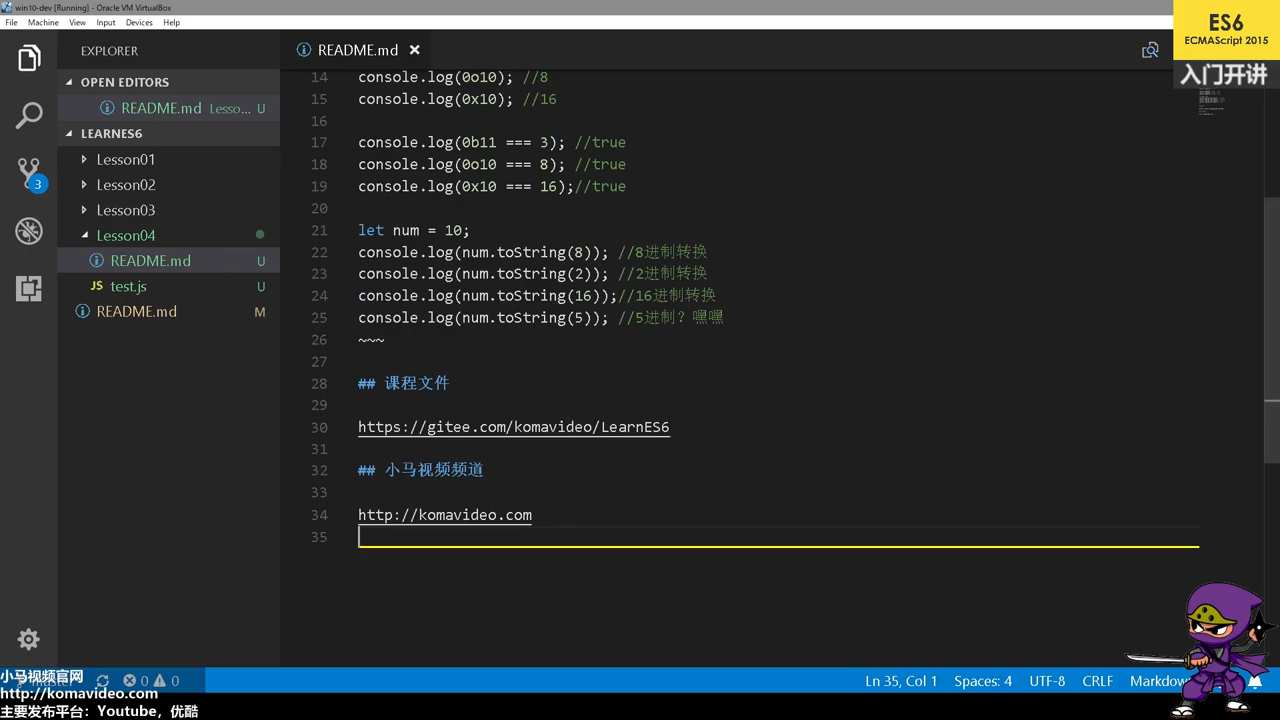 win10-dev [Running] - Oracle VM VirtualBox
File Machine View Input Devices Help
ES6
ECMAScript 2015
入门开讲
EXPLORER
README.md
OPEN EDITORS
README.md Lesso... U
LEARNES6
Lesson01
Lesson02
Lesson03
Lesson04
README.md U
JS test.js U
README.md M
3
14 console.log(0o10); //8
15 console.log(0x10); //16
16
17 console.log(0b11 === 3); //true
18 console.log(0o10 === 8); //true
19 console.log(0x10 === 16);//true
20
21 let num = 10;
22 console.log(num.toString(8)); //8进制转换
23 console.log(num.toString(2)); //2进制转换
24 console.log(num.toString(16));//16进制转换
25 console.log(num.toString(5)); //5进制？嘿嘿
26 ~~~
27
28 ## 课程文件
29
30 https://gitee.com/komavideo/LearnES6
31
32 ## 小马视频频道
33
34 http://komavideo.com
35
0 0
Ln 35, Col 1 Spaces: 4 UTF-8 CRLF
小马视频官网
http://komavideo.com
主要发布平台：Youtube，优酷